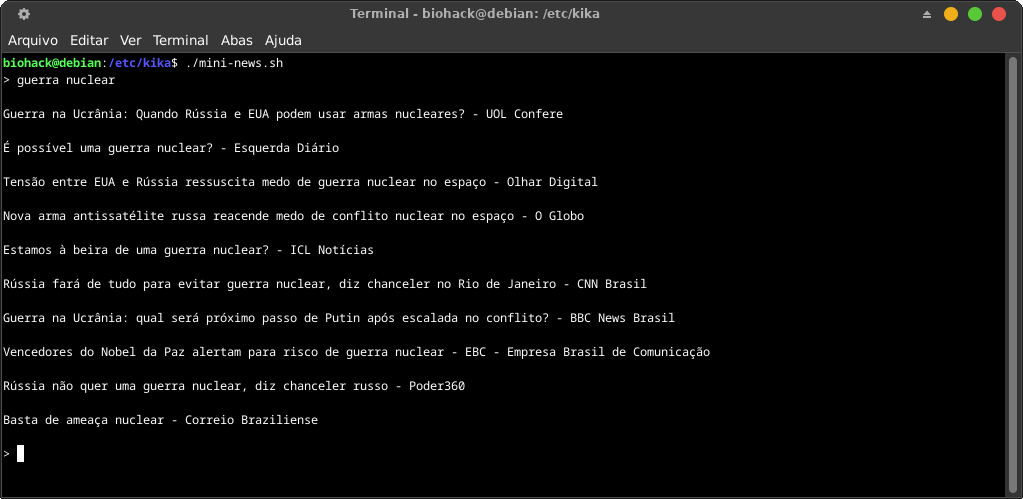 Terminal - biohack@debian: /etc/kika
Arquivo Editar Ver Terminal Abas Ajuda
biohack@debian:/etc/kika$ ./mini-news.sh
> guerra nuclear
Guerra na Ucrânia: Quando Rússia e EUA podem usar armas nucleares? - UOL Confere
É possível uma guerra nuclear? - Esquerda Diário
Tensão entre EUA e Rússia ressuscita medo de guerra nuclear no espaço - Olhar Digital
Nova arma antissatélite russa reacende medo de conflito nuclear no espaço - O Globo
Estamos à beira de uma guerra nuclear? - ICL Notícias
Rússia fará de tudo para evitar guerra nuclear, diz chanceler no Rio de Janeiro - CNN Brasil
Guerra na Ucrânia: qual será próximo passo de Putin após escalada no conflito? - BBC News Brasil
Vencedores do Nobel da Paz alertam para risco de guerra nuclear - EBC - Empresa Brasil de Comunicação
Rússia não quer uma guerra nuclear, diz chanceler russo - Poder360
Basta de ameaça nuclear - Correio Braziliense
>